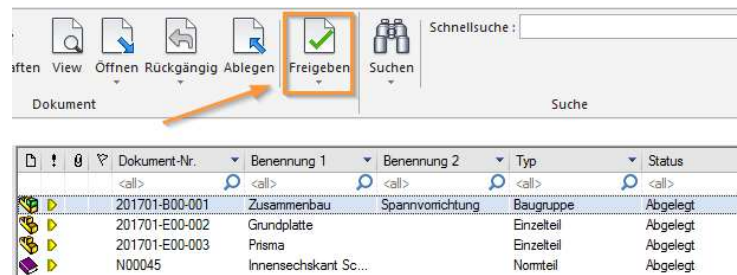 Schnellsuche :
aften View Öffnen Rückgängig Ablegen Freigeben Suchen
Dokument Suche
! Dokument-Nr. Benennung 1 Benennung 2 Typ Status
<all> <all> <all> <all> <all>
201701-B00-001 Zusammenbau Spannvorrichtung Baugruppe Abgelegt
201701-E00-002 Grundplatte Einzelteil Abgelegt
201701-E00-003 Prisma Einzelteil Abgelegt
N00045 Innensechskant Sc... Normteil Abgelegt